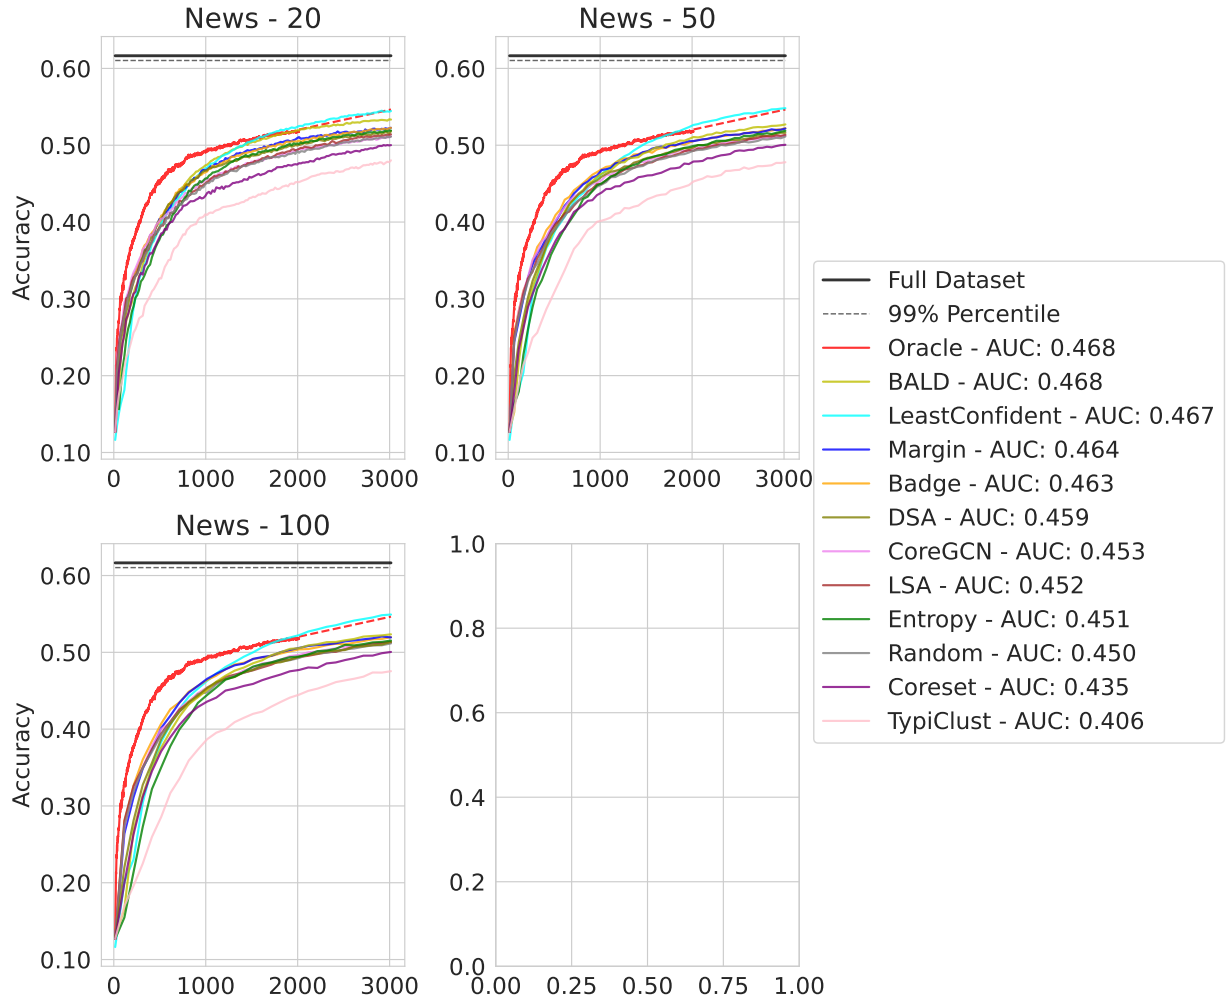 News - 20
News - 50
0.60
0.50
0.40
0.30
0.20
0.10
Accuracy
0
1000
2000
3000
0.60
0.50
0.40
0.30
0.20
0.10
0
1000
2000
3000
News - 100
0.60
0.50
0.40
0.30
0.20
0.10
Accuracy
0
1000
2000
3000
1.0
0.8
0.6
0.4
0.2
0.0
0.00
0.25
0.50
0.75
1.00
Full Dataset
99% Percentile
Oracle - AUC: 0.468
BALD - AUC: 0.468
LeastConfident - AUC: 0.467
Margin - AUC: 0.464
Badge - AUC: 0.463
DSA - AUC: 0.459
CoreGCN - AUC: 0.453
LSA - AUC: 0.452
Entropy - AUC: 0.451
Random - AUC: 0.450
Coreset - AUC: 0.435
TypiClust - AUC: 0.406